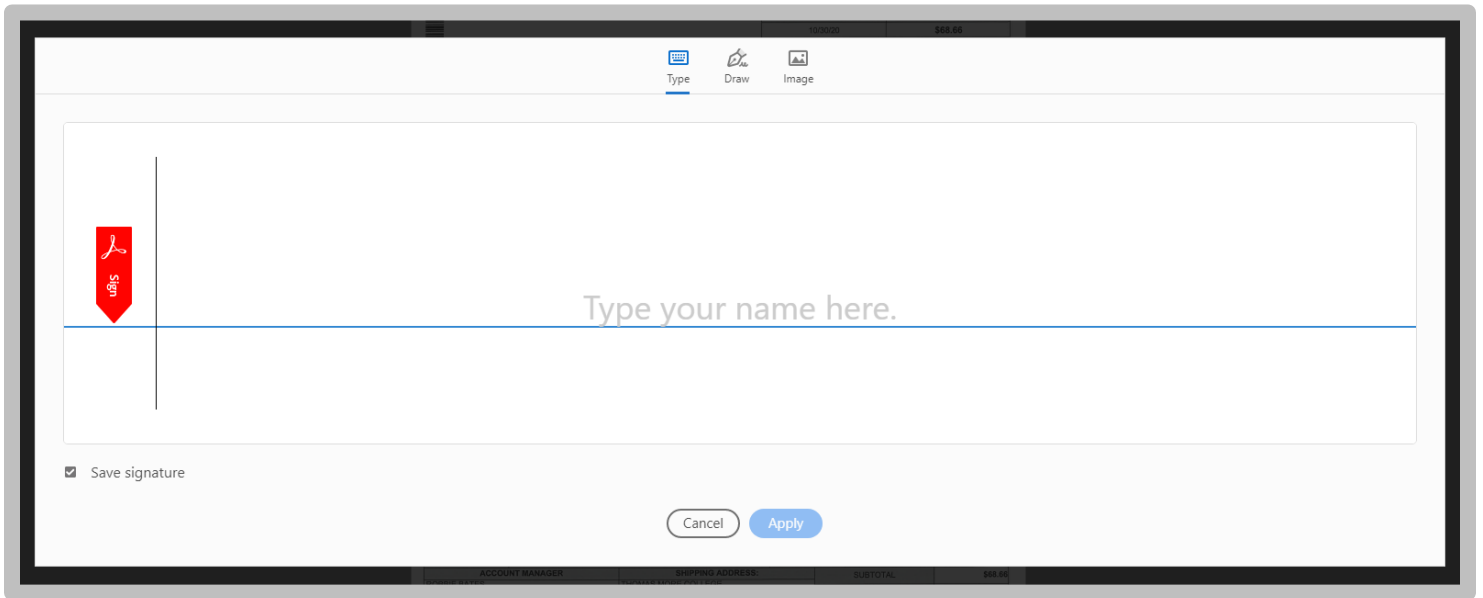 10/30/20 $68.66
Type Draw Image
Sign
Type your name here.
Save signature
Cancel Apply
ACCOUNT MANAGER SHIPPING ADDRESS: SUBTOTAL $68.66